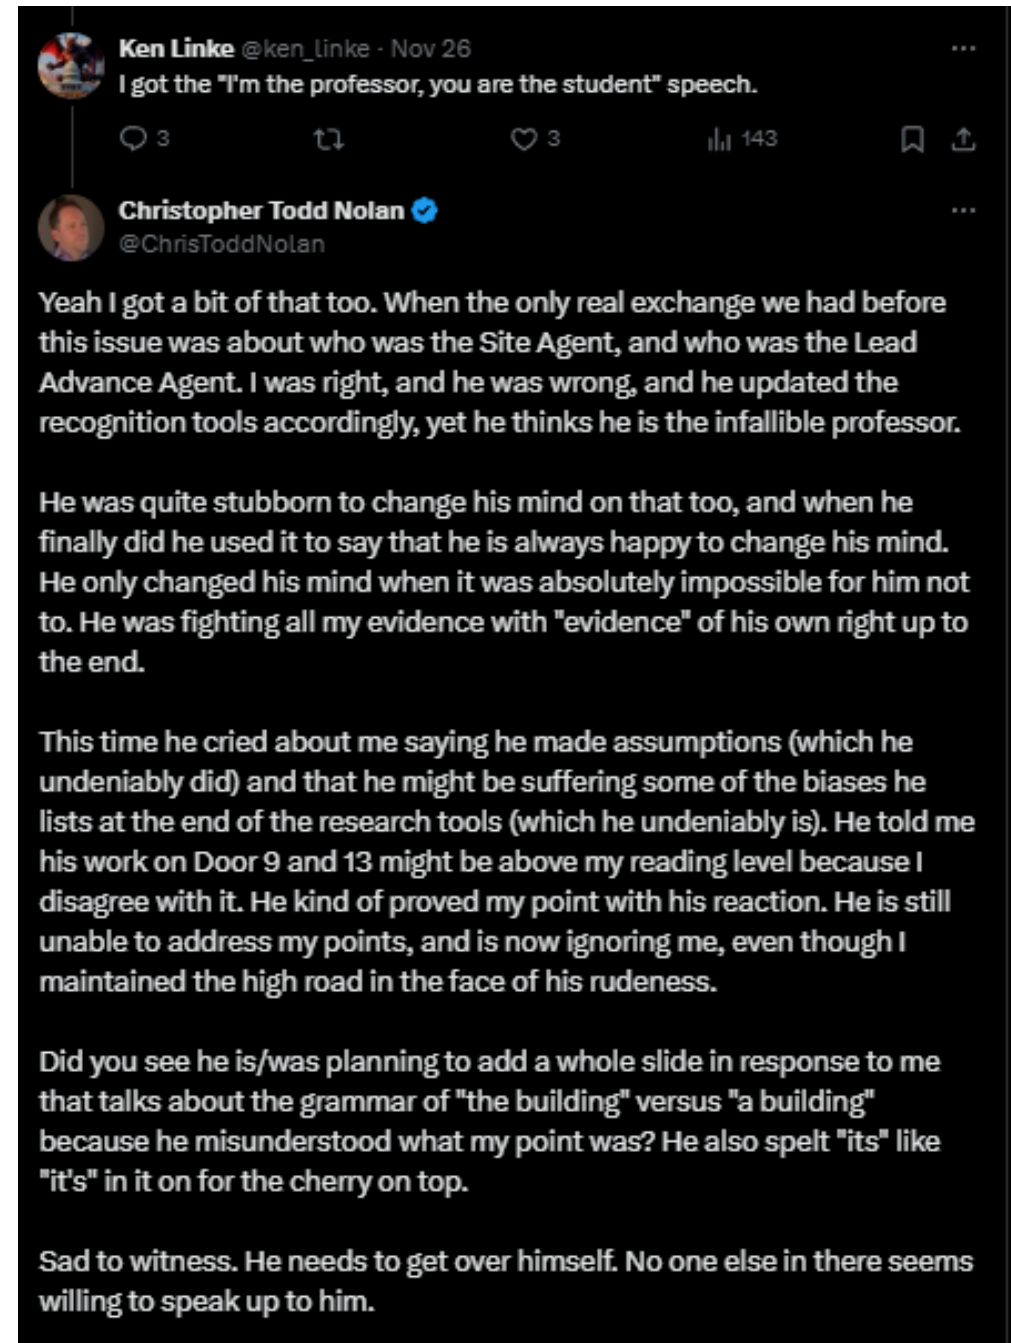 Ken Linke @ken_linke · Nov 26
I got the "I'm the professor, you are the student" speech.
3 3 143
Christopher Todd Nolan
@ChrisToddNolan
Yeah I got a bit of that too. When the only real exchange we had before
this issue was about who was the Site Agent, and who was the Lead
Advance Agent. I was right, and he was wrong, and he updated the
recognition tools accordingly, yet he thinks he is the infallible professor.
He was quite stubborn to change his mind on that too, and when he
finally did he used it to say that he is always happy to change his mind.
He only changed his mind when it was absolutely impossible for him not
to. He was fighting all my evidence with "evidence" of his own right up to
the end.
This time he cried about me saying he made assumptions (which he
undeniably did) and that he might be suffering some of the biases he
lists at the end of the research tools (which he undeniably is). He told me
his work on Door 9 and 13 might be above my reading level because I
disagree with it. He kind of proved my point with his reaction. He is still
unable to address my points, and is now ignoring me, even though I
maintained the high road in the face of his rudeness.
Did you see he is/was planning to add a whole slide in response to me
that talks about the grammar of "the building" versus "a building"
because he misunderstood what my point was? He also spelt "its" like
"it's" in it on for the cherry on top.
Sad to witness. He needs to get over himself. No one else in there seems
willing to speak up to him.